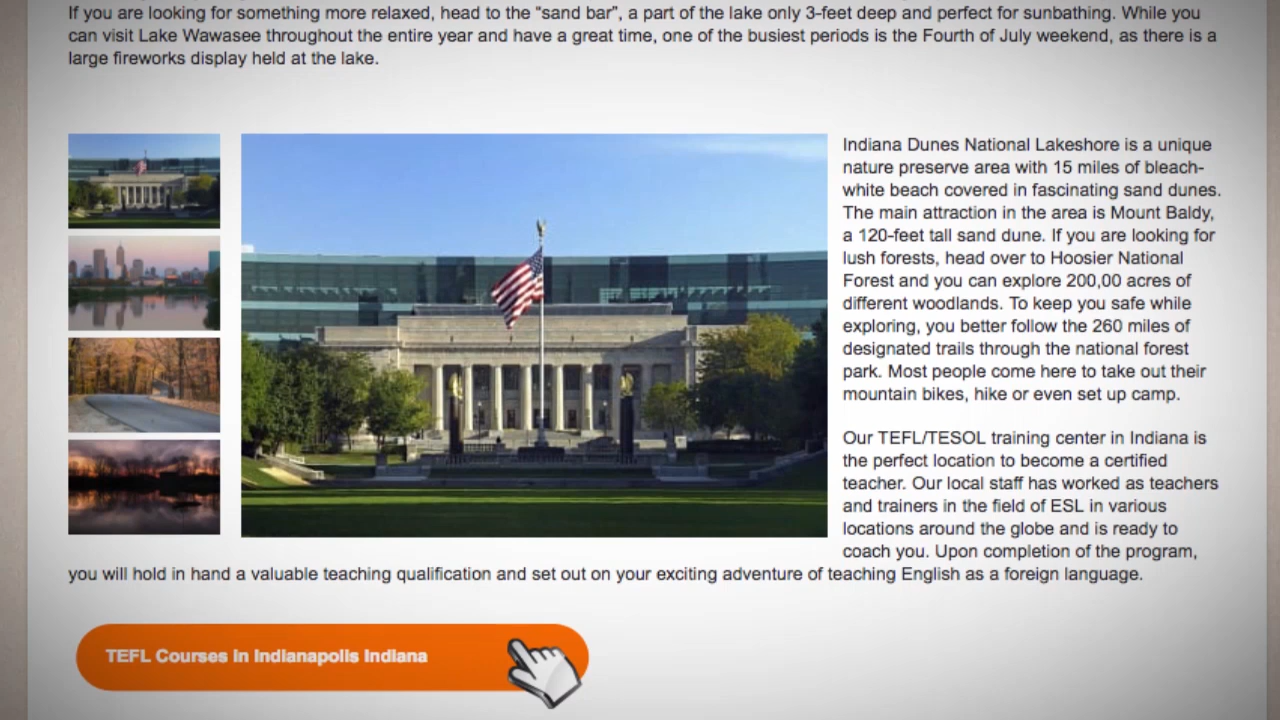 If you are looking for something more relaxed, head to the “sand bar”, a part of the lake only 3-feet deep and perfect for sunbathing. While you
can visit Lake Wawasee throughout the entire year and have a great time, one of the busiest periods is the Fourth of July weekend, as there is a
large fireworks display held at the lake.
Indiana Dunes National Lakeshore is a unique
nature preserve area with 15 miles of bleach-
white beach covered in fascinating sand dunes.
The main attraction in the area is Mount Baldy,
a 120-feet tall sand dune. If you are looking for
lush forests, head over to Hoosier National
Forest and you can explore 200,00 acres of
different woodlands. To keep you safe while
exploring, you better follow the 260 miles of
designated trails through the national forest
park. Most people come here to take out their
mountain bikes, hike or even set up camp.
Our TEFL/TESOL training center in Indiana is
the perfect location to become a certified
teacher. Our local staff has worked as teachers
and trainers in the field of ESL in various
locations around the globe and is ready to
coach you. Upon completion of the program,
you will hold in hand a valuable teaching qualification and set out on your exciting adventure of teaching English as a foreign language.
TEFL Courses in Indianapolis Indiana